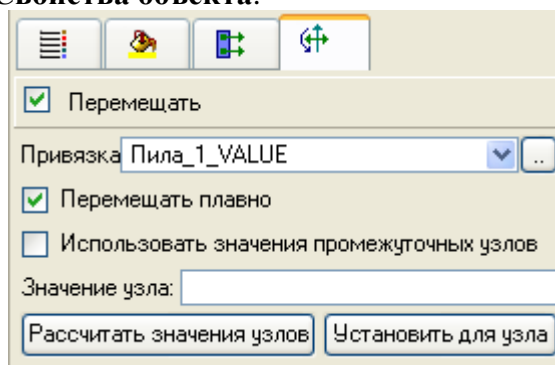 Свойства объекта.
Перемещать
Привязка Пила_1_VALUE ..
Перемещать плавно
Использовать значения промежуточных узлов
Значение узла:
Рассчитать значения узлов Установить для узла